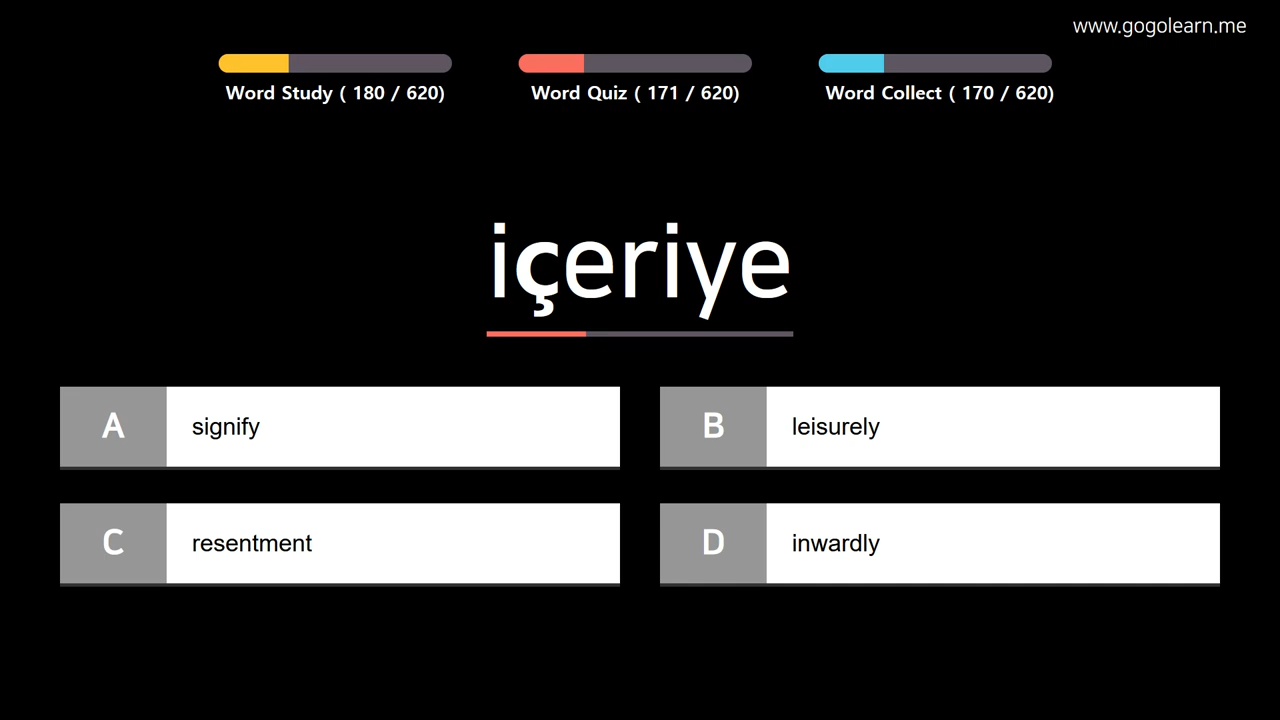 www.gogolearn.me
Word Study ( 180 / 620)
Word Quiz ( 171 / 620)
Word Collect ( 170 / 620)
içeriye
A signify
B leisurely
C resentment
D inwardly